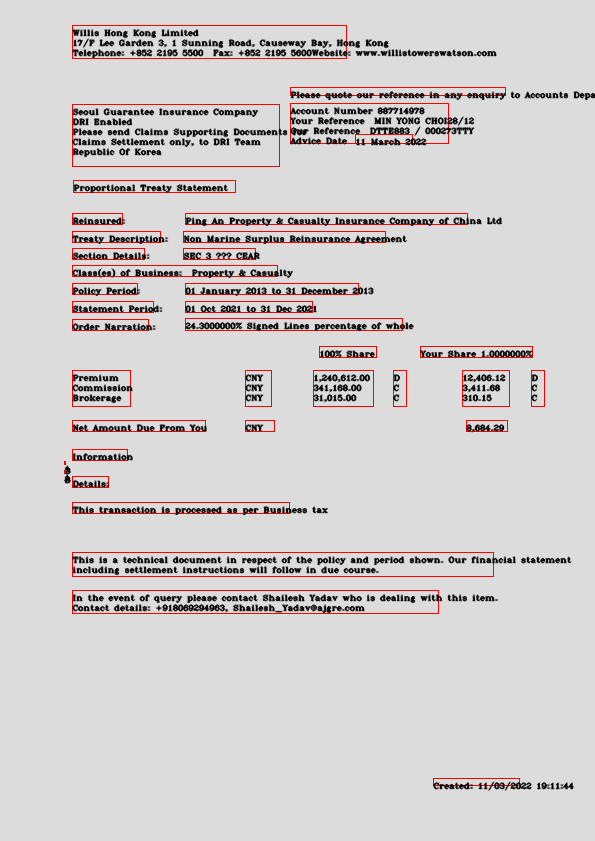 Willis Hong Kong Limited
17/F Lee Garden 3, 1 Sunning Road, Causeway Bay, Hong Kong
Telephone: +852 2195 5500 Fax: +852 2195 5600Website: www.willistowerswatson.com
Please quote our reference in any enquiry to Accounts Depa
Seoul Guarantee Insurance Company
DRI Enabled
Please send Claims Supporting Documents for
Claims Settlement only, to DRI Team
Republic Of Korea
Account Number 887714978
Your Reference MIN YONG CHOI28/12
Our Reference DTTE883 / 000273TTY
Advice Date 11 March 2022
Proportional Treaty Statement
Reinsured: Ping An Property & Casualty Insurance Company of China Ltd
Treaty Description: Non Marine Surplus Reinsurance Agreement
Section Details: SEC 3 ??? CEAR
Class(es) of Business: Property & Casualty
Policy Period: 01 January 2013 to 31 December 2013
Statement Period: 01 Oct 2021 to 31 Dec 2021
Order Narration: 24.3000000% Signed Lines percentage of whole
100% Share Your Share 1.0000000%
Premium CNY 1,240,612.00 D 12,406.12 D
Commission CNY 341,168.00 C 3,411.68 C
Brokerage CNY 31,015.00 C 310.15 C
Net Amount Due From You CNY 8,684.29
Information
Details:
This transaction is processed as per Business tax
This is a technical document in respect of the policy and period shown. Our financial statement
including settlement instructions will follow in due course.
In the event of query please contact Shailesh Yadav who is dealing with this item.
Contact details: +918069294963, Shailesh_Yadav@ajgre.com
Created: 11/03/2022 19:11:44